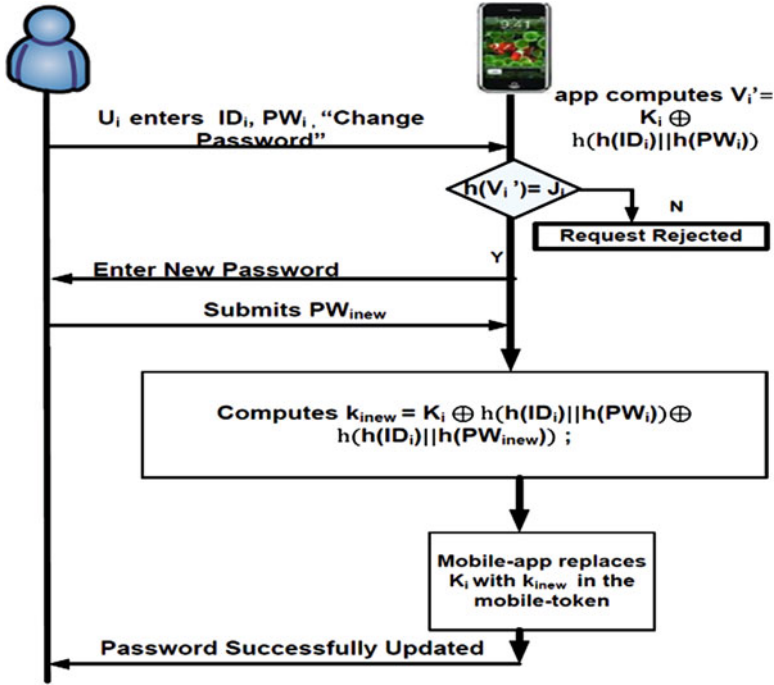 9:41
app computes Vᵢ’=
Kᵢ ⊕
h(h(IDᵢ)||h(PWᵢ))
Uᵢ enters IDᵢ, PWᵢ , “Change
Password”
h(Vᵢ’)= Jᵢ
N
Request Rejected
Y
Enter New Password
Submits PWᵢₙₑw
Computes kᵢₙₑw = Kᵢ ⊕ h(h(IDᵢ)||h(PWᵢ))⊕
h(h(IDᵢ)||h(PWᵢₙₑw)) ;
Mobile-app replaces
Kᵢ with kᵢₙₑw in the
mobile-token
Password Successfully Updated